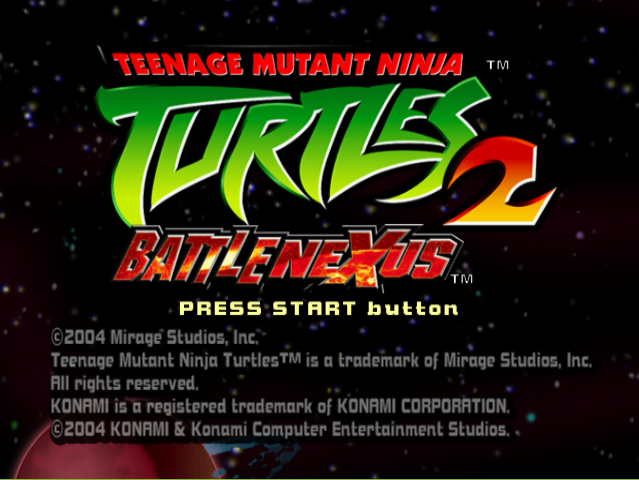 TEENAGE MUTANT NINJA ™
TURTLES 2
BATTLE NEXUS ™
PRESS START button
©2004 Mirage Studios, Inc.
Teenage Mutant Ninja Turtles™ is a trademark of Mirage Studios, Inc.
All rights reserved.
KONAMI is a registered trademark of KONAMI CORPORATION.
©2004 KONAMI & Konami Computer Entertainment Studios.